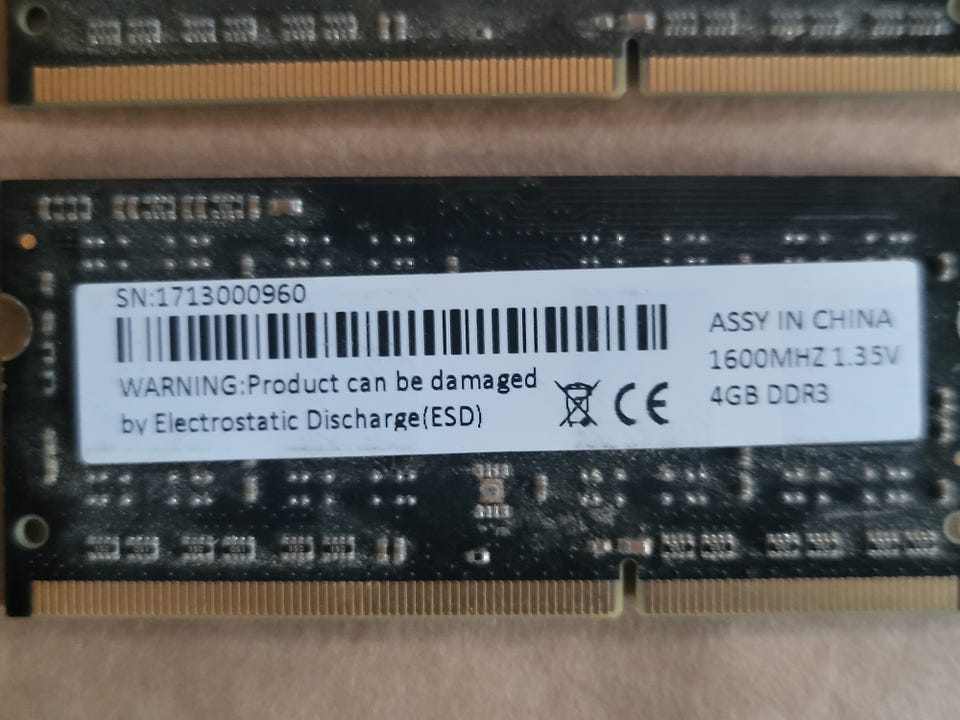 SN:1713000960
WARNING:Product can be damaged
by Electrostatic Discharge(ESD)
CE
ASSY IN CHINA
1600MHZ 1.35V
4GB DDR3